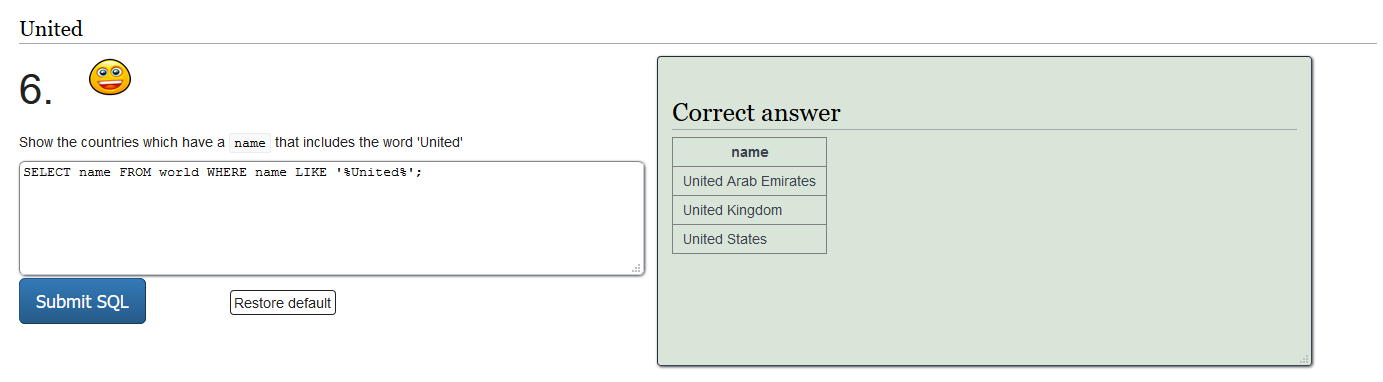 United
6.
Show the countries which have a name that includes the word 'United'
SELECT name FROM world WHERE name LIKE '%United%';
Submit SQL
Restore default
Correct answer
name
United Arab Emirates
United Kingdom
United States